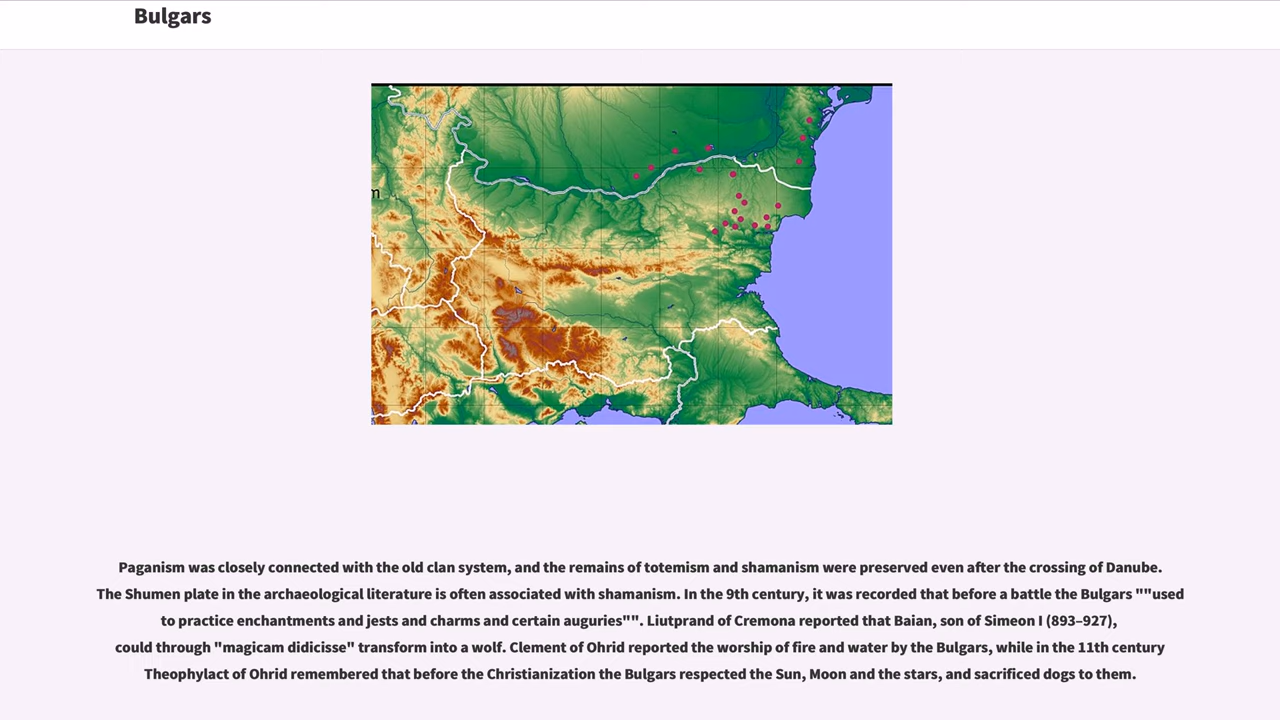 Bulgars
m
Paganism was closely connected with the old clan system, and the remains of totemism and shamanism were preserved even after the crossing of Danube.
The Shumen plate in the archaeological literature is often associated with shamanism. In the 9th century, it was recorded that before a battle the Bulgars ""used
to practice enchantments and jests and charms and certain auguries"". Liutprand of Cremona reported that Baian, son of Simeon I (893–927),
could through "magicam didicisse" transform into a wolf. Clement of Ohrid reported the worship of fire and water by the Bulgars, while in the 11th century
Theophylact of Ohrid remembered that before the Christianization the Bulgars respected the Sun, Moon and the stars, and sacrificed dogs to them.